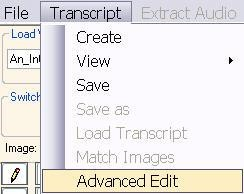 File Transcript Extract Audio
Load
An_In
Create
View
Save
Switch
Save as
Load Transcript
Image:
Match Images
Advanced Edit